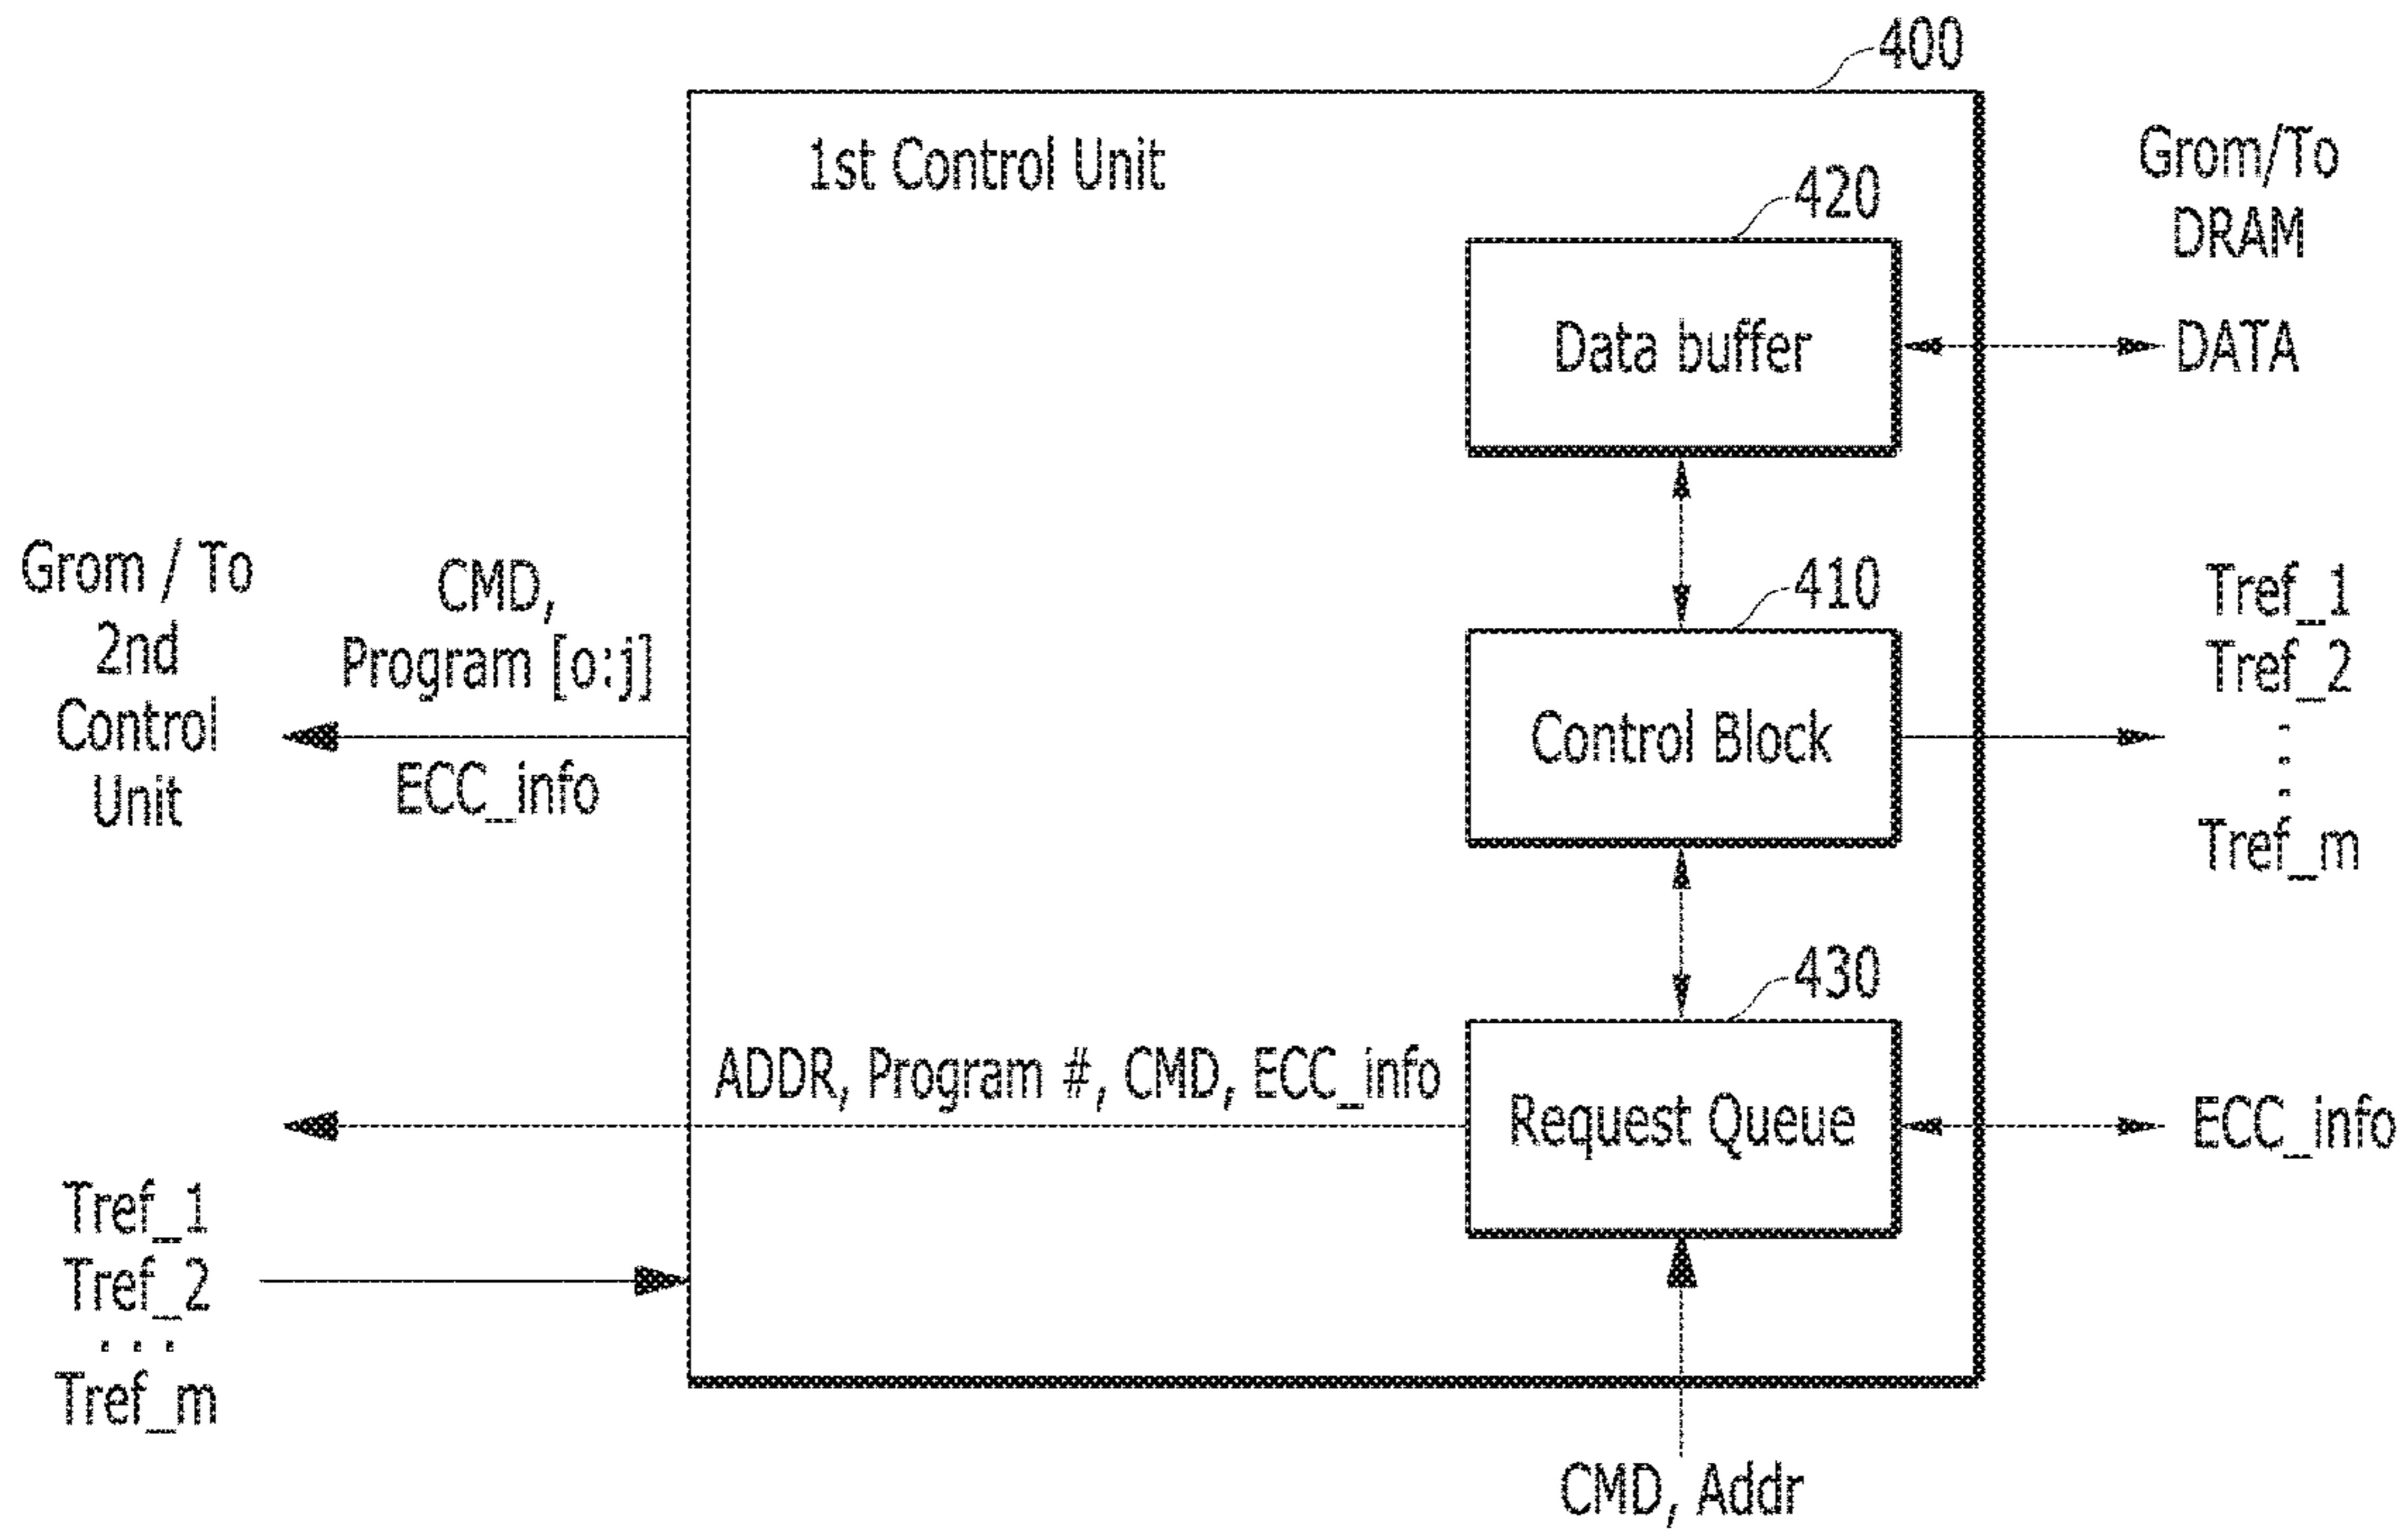 400
1st Control Unit
Grom/To
DRAM
420
Data buffer
DATA
Grom / To
2nd
Control
Unit
CMD,
Program [o:j]
ECC_info
410
Control Block
Tref_1
Tref_2
:
Tref_m
430
ADDR, Program #, CMD, ECC_info
Request Queue
ECC_info
Tref_1
Tref_2
...
Tref_m
CMD, Addr